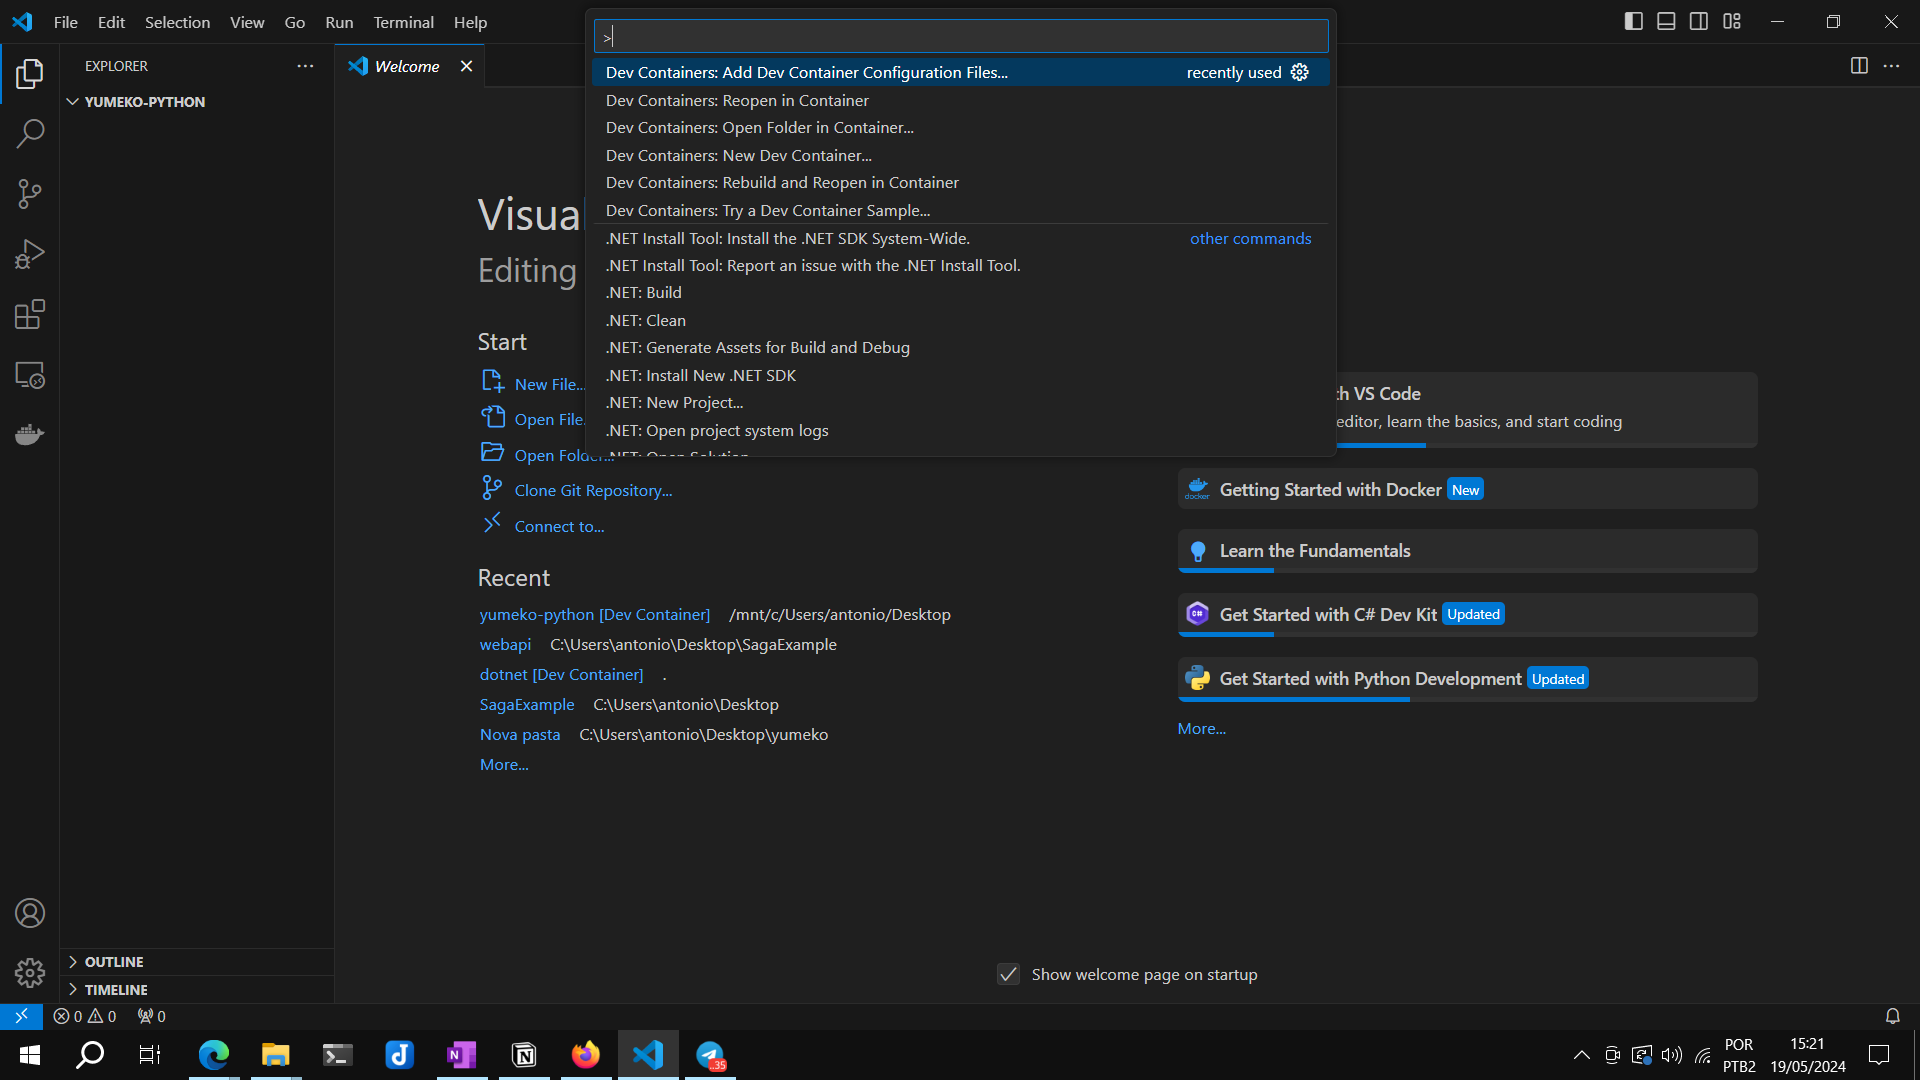 File Edit Selection View Go Run Terminal Help
>
Dev Containers: Add Dev Container Configuration Files... recently used
Dev Containers: Reopen in Container
Dev Containers: Open Folder in Container...
Dev Containers: New Dev Container...
Dev Containers: Rebuild and Reopen in Container
Dev Containers: Try a Dev Container Sample...
.NET Install Tool: Install the .NET SDK System-Wide. other commands
.NET Install Tool: Report an issue with the .NET Install Tool.
.NET: Build
.NET: Clean
.NET: Generate Assets for Build and Debug
.NET: Install New .NET SDK
.NET: New Project...
.NET: Open project system logs
.NET: Open Solution
EXPLORER
YUMEKO-PYTHON
OUTLINE
TIMELINE
Welcome
Visual
Editing
Start
New File...
Open File.
Open Folder...
Clone Git Repository...
Connect to...
Recent
yumeko-python [Dev Container] /mnt/c/Users/antonio/Desktop
webapi C:\Users\antonio\Desktop\SagaExample
dotnet [Dev Container] .
SagaExample C:\Users\antonio\Desktop
Nova pasta C:\Users\antonio\Desktop\yumeko
More...
VS Code
editor, learn the basics, and start coding
docker
Getting Started with Docker New
Learn the Fundamentals
C#
Get Started with C# Dev Kit Updated
Get Started with Python Development Updated
More...
Show welcome page on startup
0 0 0
35
POR
PTB2
15:21
19/05/2024